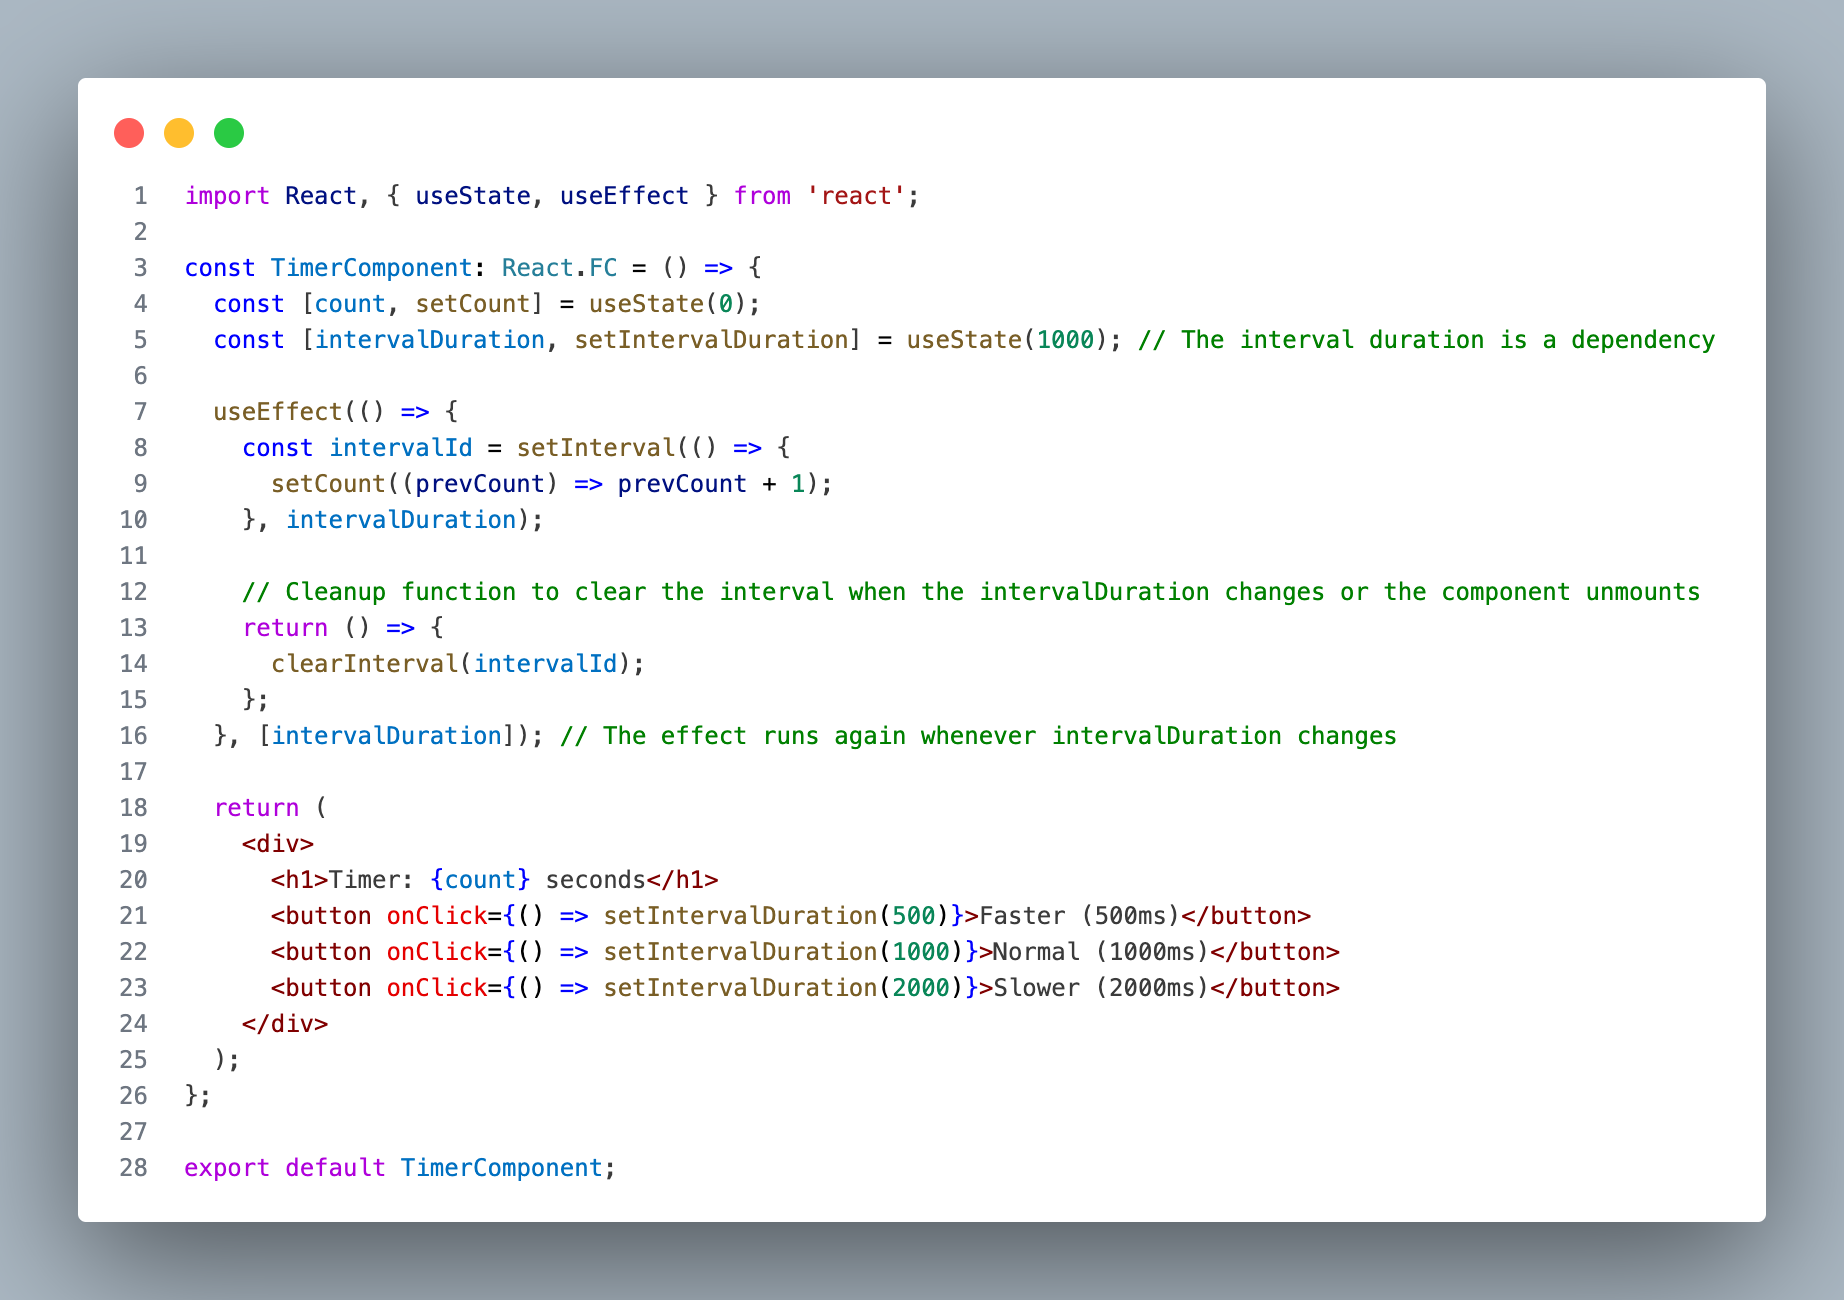 1 import React, { useState, useEffect } from 'react';
2
3 const TimerComponent: React.FC = () => {
4   const [count, setCount] = useState(0);
5   const [intervalDuration, setIntervalDuration] = useState(1000); // The interval duration is a dependency
6
7   useEffect(() => {
8     const intervalId = setInterval(() => {
9       setCount((prevCount) => prevCount + 1);
10     }, intervalDuration);
11
12     // Cleanup function to clear the interval when the intervalDuration changes or the component unmounts
13     return () => {
14       clearInterval(intervalId);
15     };
16   }, [intervalDuration]); // The effect runs again whenever intervalDuration changes
17
18   return (
19     <div>
20       <h1>Timer: {count} seconds</h1>
21       <button onClick={() => setIntervalDuration(500)}>Faster (500ms)</button>
22       <button onClick={() => setIntervalDuration(1000)}>Normal (1000ms)</button>
23       <button onClick={() => setIntervalDuration(2000)}>Slower (2000ms)</button>
24     </div>
25   );
26 };
27
28 export default TimerComponent;